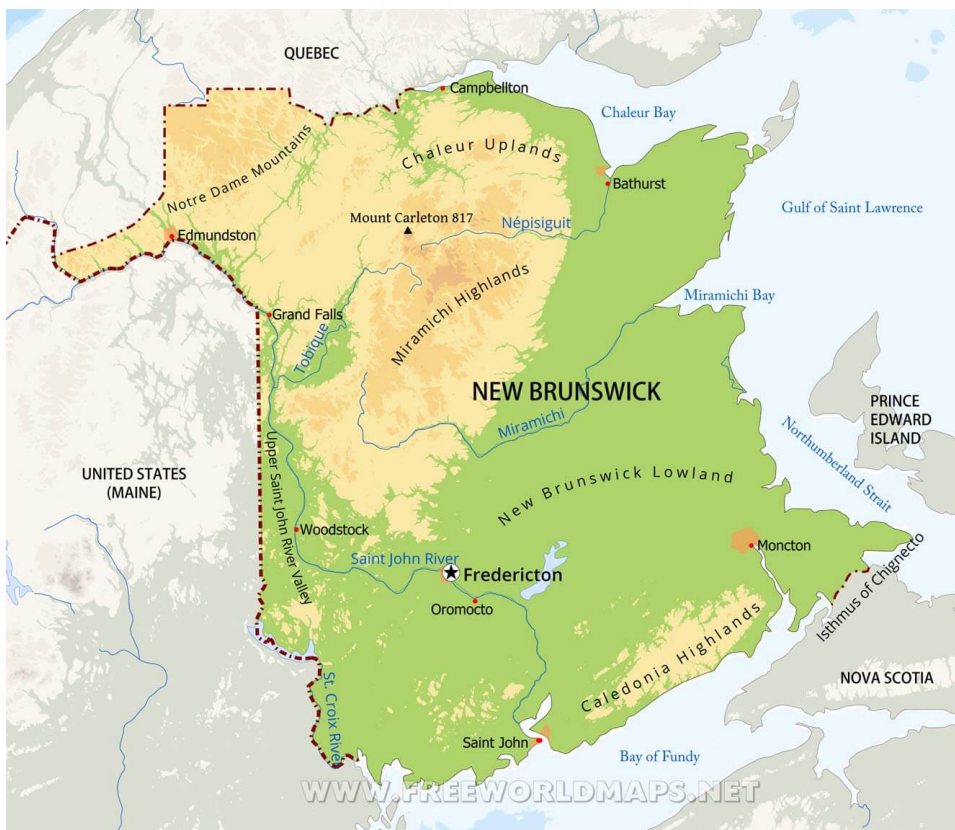 QUEBEC
Campbellton
Chaleur Bay
Notre Dame Mountains
Chaleur Uplands
Bathurst
Mount Carleton 817
Népisiguit
Gulf of Saint Lawrence
Edmundston
Miramichi Highlands
Miramichi Bay
Grand Falls
Tobique
NEW BRUNSWICK
PRINCE
EDWARD
ISLAND
Miramichi
Northumberland Strait
UNITED STATES
(MAINE)
Upper Saint John River Valley
New Brunswick Lowland
Woodstock
Saint John River
Moncton
Fredericton
Oromocto
Isthmus of Chignecto
Caledonia Highlands
St. Croix River
NOVA SCOTIA
Saint John
Bay of Fundy
WWW.FREEWORLDMAPS.NET